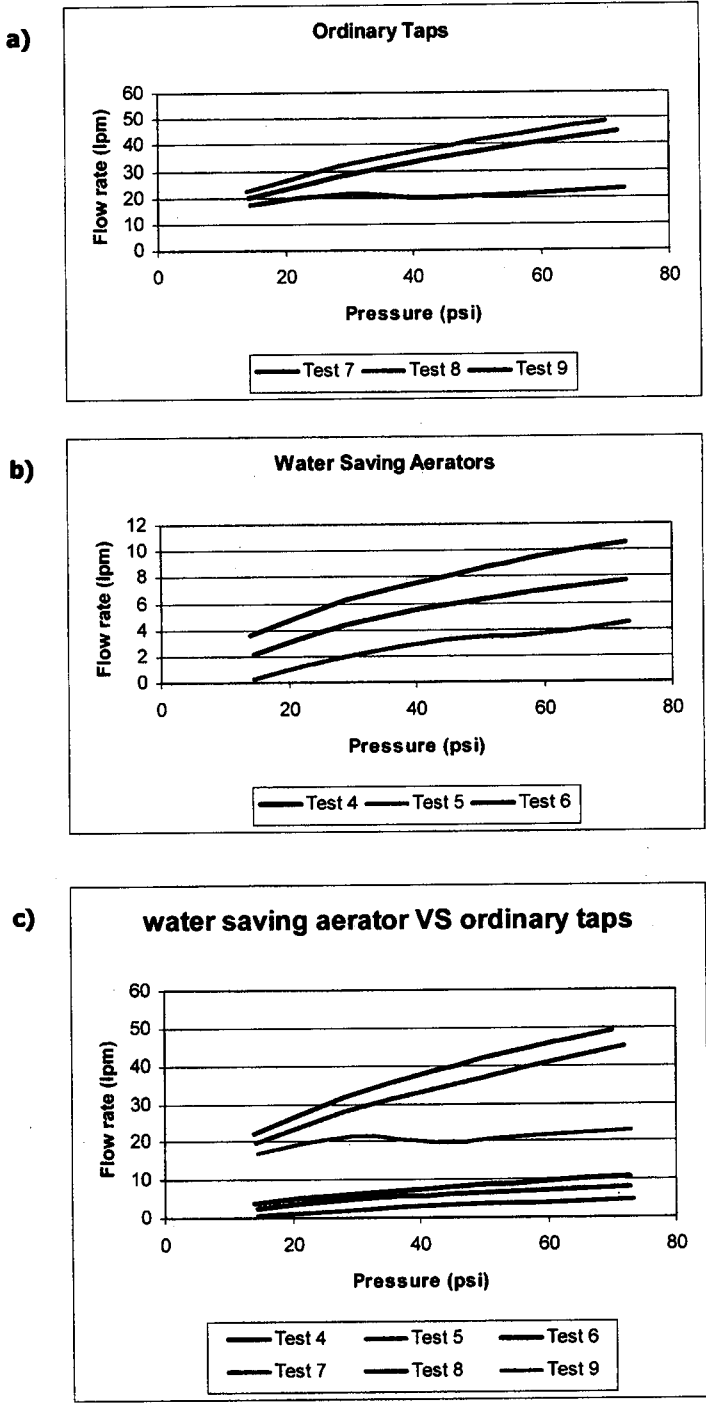 a)
Ordinary Taps
Flow rate (lpm)
60
50
40
30
20
10
0
0 20 40 60 80
Pressure (psi)
Test 7 Test 8 Test 9
b)
Water Saving Aerators
Flow rate (lpm)
12
10
8
6
4
2
0
0 20 40 60 80
Pressure (psi)
Test 4 Test 5 Test 6
c)
water saving aerator VS ordinary taps
Flow rate (lpm)
60
50
40
30
20
10
0
0 20 40 60 80
Pressure (psi)
Test 4 Test 5 Test 6
Test 7 Test 8 Test 9